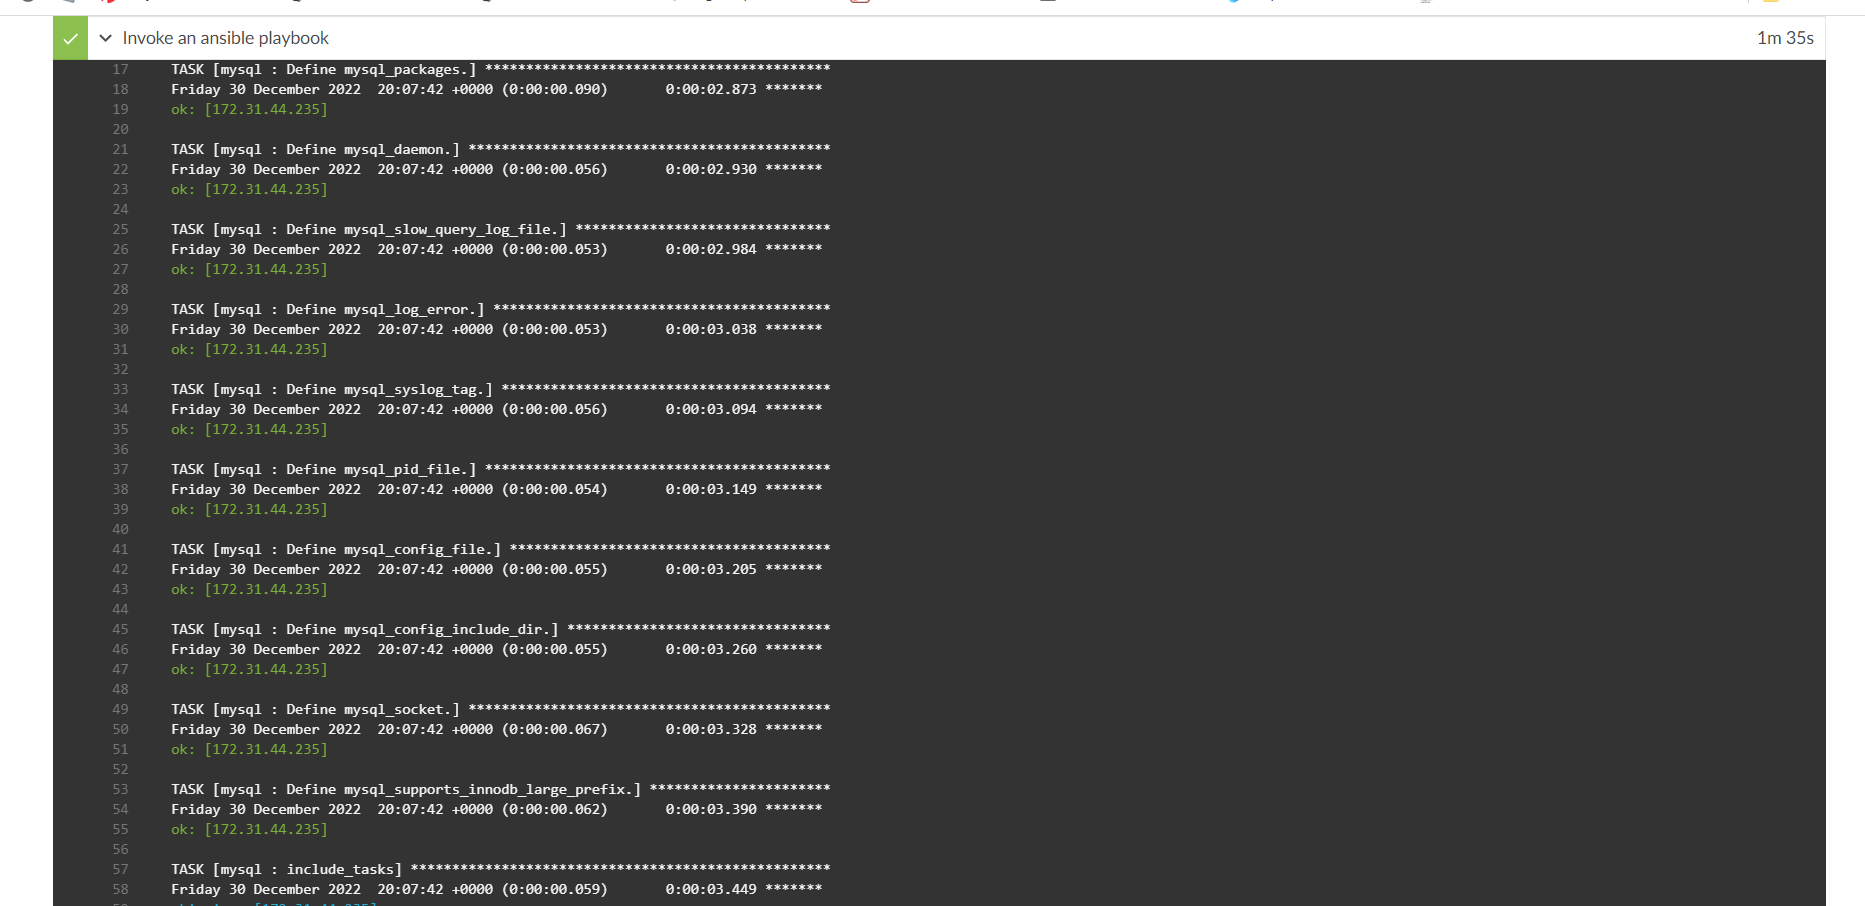 Invoke an ansible playbook 1m 35s
17 TASK [mysql : Define mysql_packages.] ******************************************
18 Friday 30 December 2022  20:07:42 +0000 (0:00:00.090)       0:00:02.873 *******
19 ok: [172.31.44.235]
20
21 TASK [mysql : Define mysql_daemon.] ********************************************
22 Friday 30 December 2022  20:07:42 +0000 (0:00:00.056)       0:00:02.930 *******
23 ok: [172.31.44.235]
24
25 TASK [mysql : Define mysql_slow_query_log_file.] *******************************
26 Friday 30 December 2022  20:07:42 +0000 (0:00:00.053)       0:00:02.984 *******
27 ok: [172.31.44.235]
28
29 TASK [mysql : Define mysql_log_error.] *****************************************
30 Friday 30 December 2022  20:07:42 +0000 (0:00:00.053)       0:00:03.038 *******
31 ok: [172.31.44.235]
32
33 TASK [mysql : Define mysql_syslog_tag.] ****************************************
34 Friday 30 December 2022  20:07:42 +0000 (0:00:00.056)       0:00:03.094 *******
35 ok: [172.31.44.235]
36
37 TASK [mysql : Define mysql_pid_file.] ******************************************
38 Friday 30 December 2022  20:07:42 +0000 (0:00:00.054)       0:00:03.149 *******
39 ok: [172.31.44.235]
40
41 TASK [mysql : Define mysql_config_file.] ***************************************
42 Friday 30 December 2022  20:07:42 +0000 (0:00:00.055)       0:00:03.205 *******
43 ok: [172.31.44.235]
44
45 TASK [mysql : Define mysql_config_include_dir.] ********************************
46 Friday 30 December 2022  20:07:42 +0000 (0:00:00.055)       0:00:03.260 *******
47 ok: [172.31.44.235]
48
49 TASK [mysql : Define mysql_socket.] ********************************************
50 Friday 30 December 2022  20:07:42 +0000 (0:00:00.067)       0:00:03.328 *******
51 ok: [172.31.44.235]
52
53 TASK [mysql : Define mysql_supports_innodb_large_prefix.] **********************
54 Friday 30 December 2022  20:07:42 +0000 (0:00:00.062)       0:00:03.390 *******
55 ok: [172.31.44.235]
56
57 TASK [mysql : include_tasks] ***************************************************
58 Friday 30 December 2022  20:07:42 +0000 (0:00:00.059)       0:00:03.449 *******